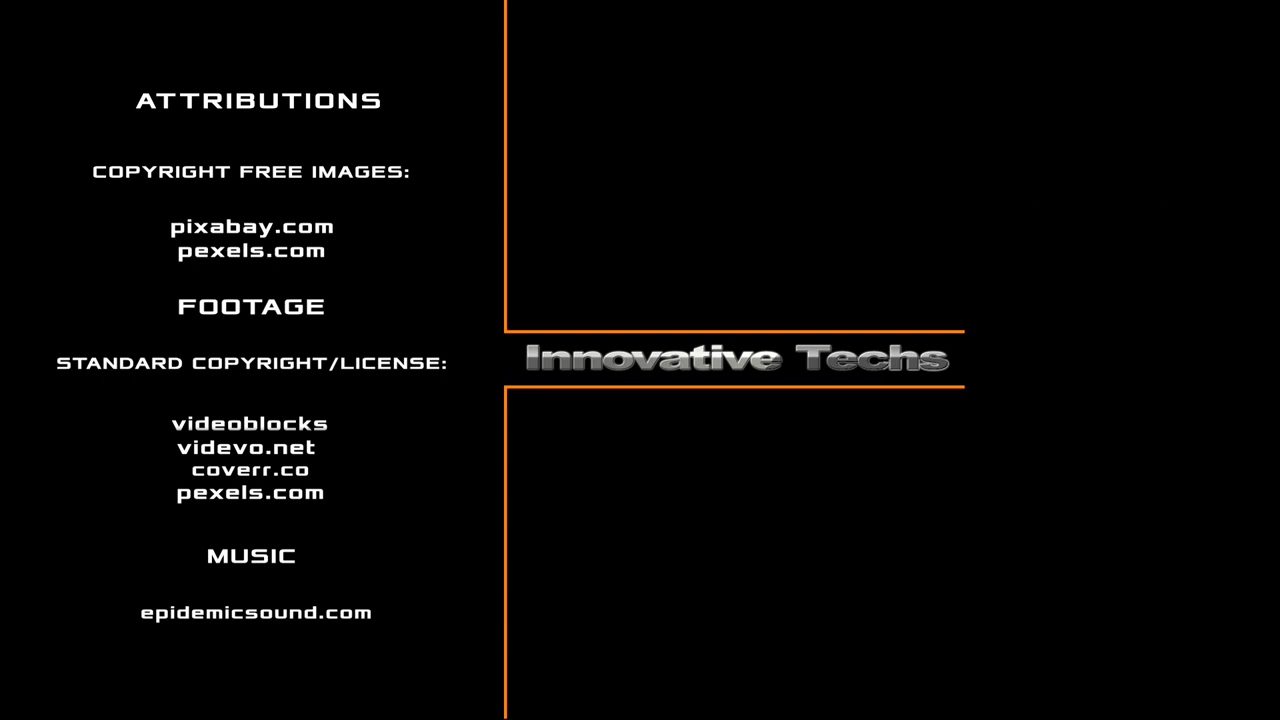 ATTRIBUTIONS
COPYRIGHT FREE IMAGES:
pixabay.com
pexels.com
FOOTAGE
STANDARD COPYRIGHT/LICENSE:
videoblocks
videvo.net
coverr.co
pexels.com
MUSIC
epidemicsound.com
Innovative Techs